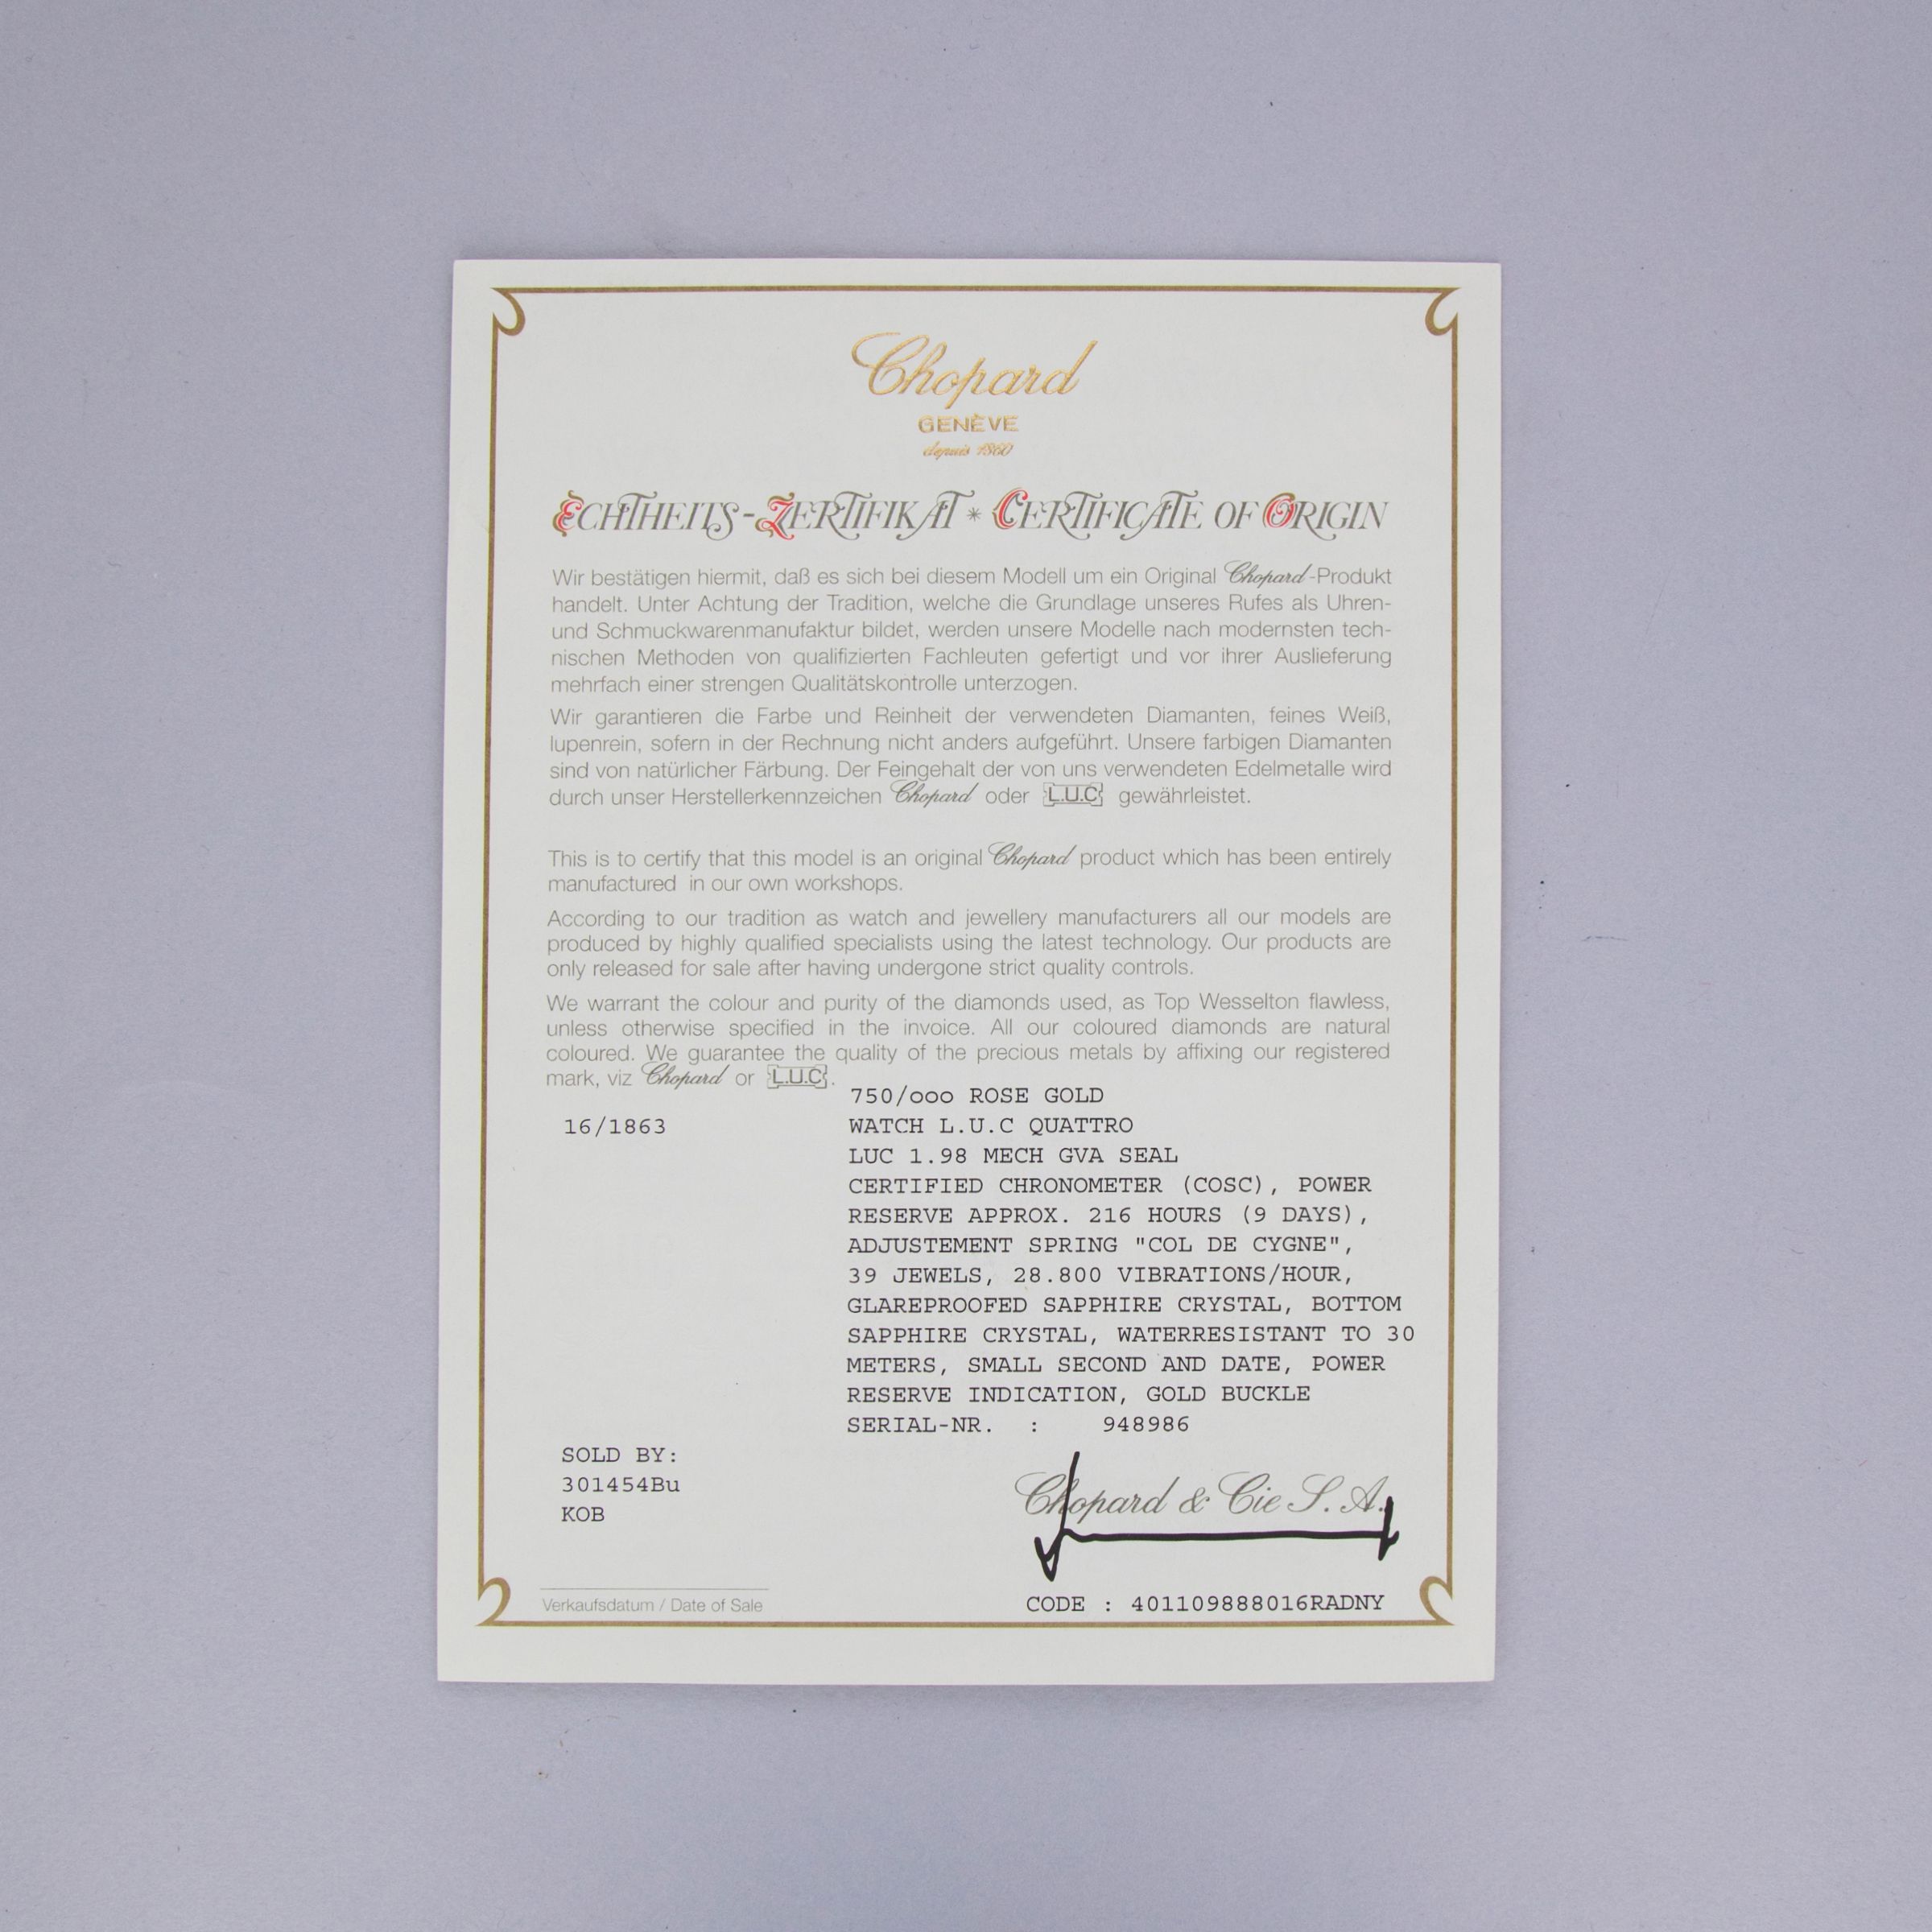 Chopard
GENÈVE
depuis 1860
ECHTHEITS-ZERTIFIKAT * CERTIFICATE OF ORIGIN
Wir bestätigen hiermit, daß es sich bei diesem Modell um ein Original Chopard-Produkt
handelt. Unter Achtung der Tradition, welche die Grundlage unseres Rufes als Uhren-
und Schmuckwarenmanufaktur bildet, werden unsere Modelle nach modernsten tech-
nischen Methoden von qualifizierten Fachleuten gefertigt und vor ihrer Auslieferung
mehrfach einer strengen Qualitätskontrolle unterzogen.
Wir garantieren die Farbe und Reinheit der verwendeten Diamanten, feines Weiß,
lupenrein, sofern in der Rechnung nicht anders aufgeführt. Unsere farbigen Diamanten
sind von natürlicher Färbung. Der Feingehalt der von uns verwendeten Edelmetalle wird
durch unser Herstellerkennzeichen Chopard oder L.U.C gewährleistet.
This is to certify that this model is an original Chopard product which has been entirely
manufactured in our own workshops.
According to our tradition as watch and jewellery manufacturers all our models are
produced by highly qualified specialists using the latest technology. Our products are
only released for sale after having undergone strict quality controls.
We warrant the colour and purity of the diamonds used, as Top Wesselton flawless,
unless otherwise specified in the invoice. All our coloured diamonds are natural
coloured. We guarantee the quality of the precious metals by affixing our registered
mark, viz Chopard or L.U.C.
750/ooo ROSE GOLD
16/1863 WATCH L.U.C QUATTRO
LUC 1.98 MECH GVA SEAL
CERTIFIED CHRONOMETER (COSC), POWER
RESERVE APPROX. 216 HOURS (9 DAYS),
ADJUSTEMENT SPRING "COL DE CYGNE",
39 JEWELS, 28.800 VIBRATIONS/HOUR,
GLAREPROOFED SAPPHIRE CRYSTAL, BOTTOM
SAPPHIRE CRYSTAL, WATERRESISTANT TO 30
METERS, SMALL SECOND AND DATE, POWER
RESERVE INDICATION, GOLD BUCKLE
SERIAL-NR. : 948986
SOLD BY:
301454Bu
KOB
Chopard & Cie S. A.
Verkaufsdatum / Date of Sale
CODE : 401109888016RADNY